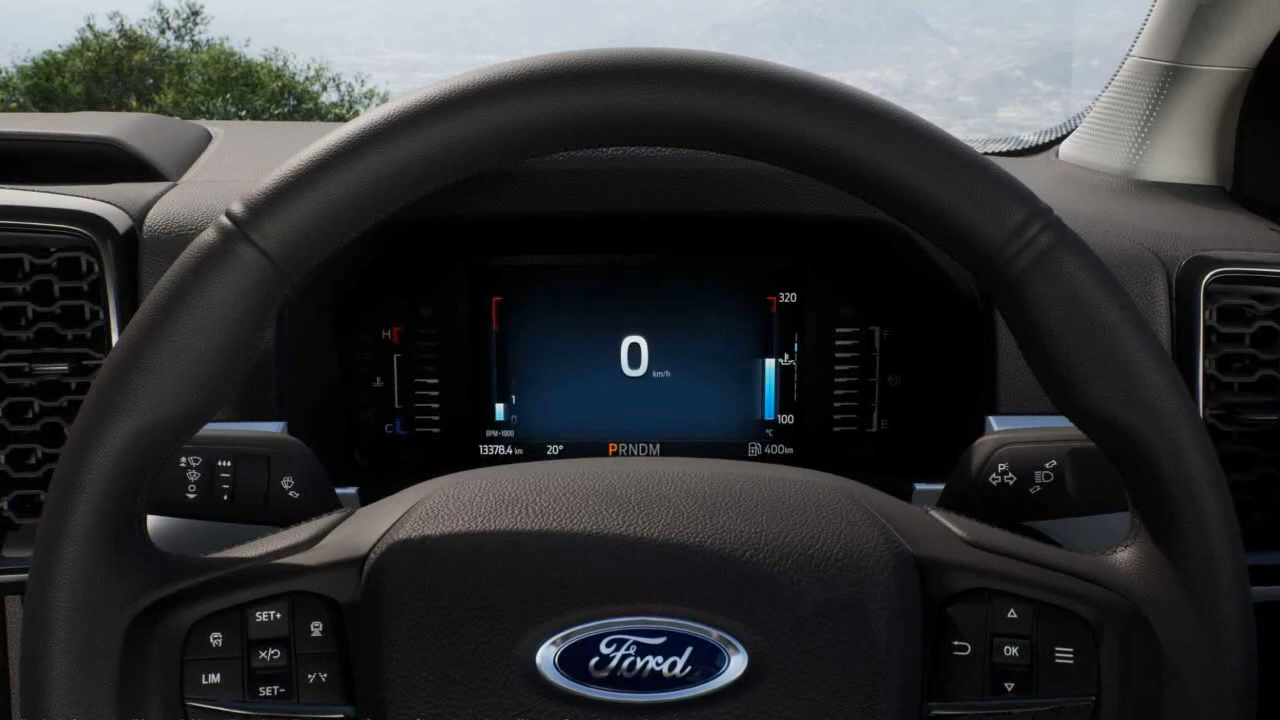 320
H
F
0 km/h
1
0
100
C
E
RPM×1000
°C
13378.4 km 20° PRNDM 400km
P
SET+
OK
LIM
SET-
Ford